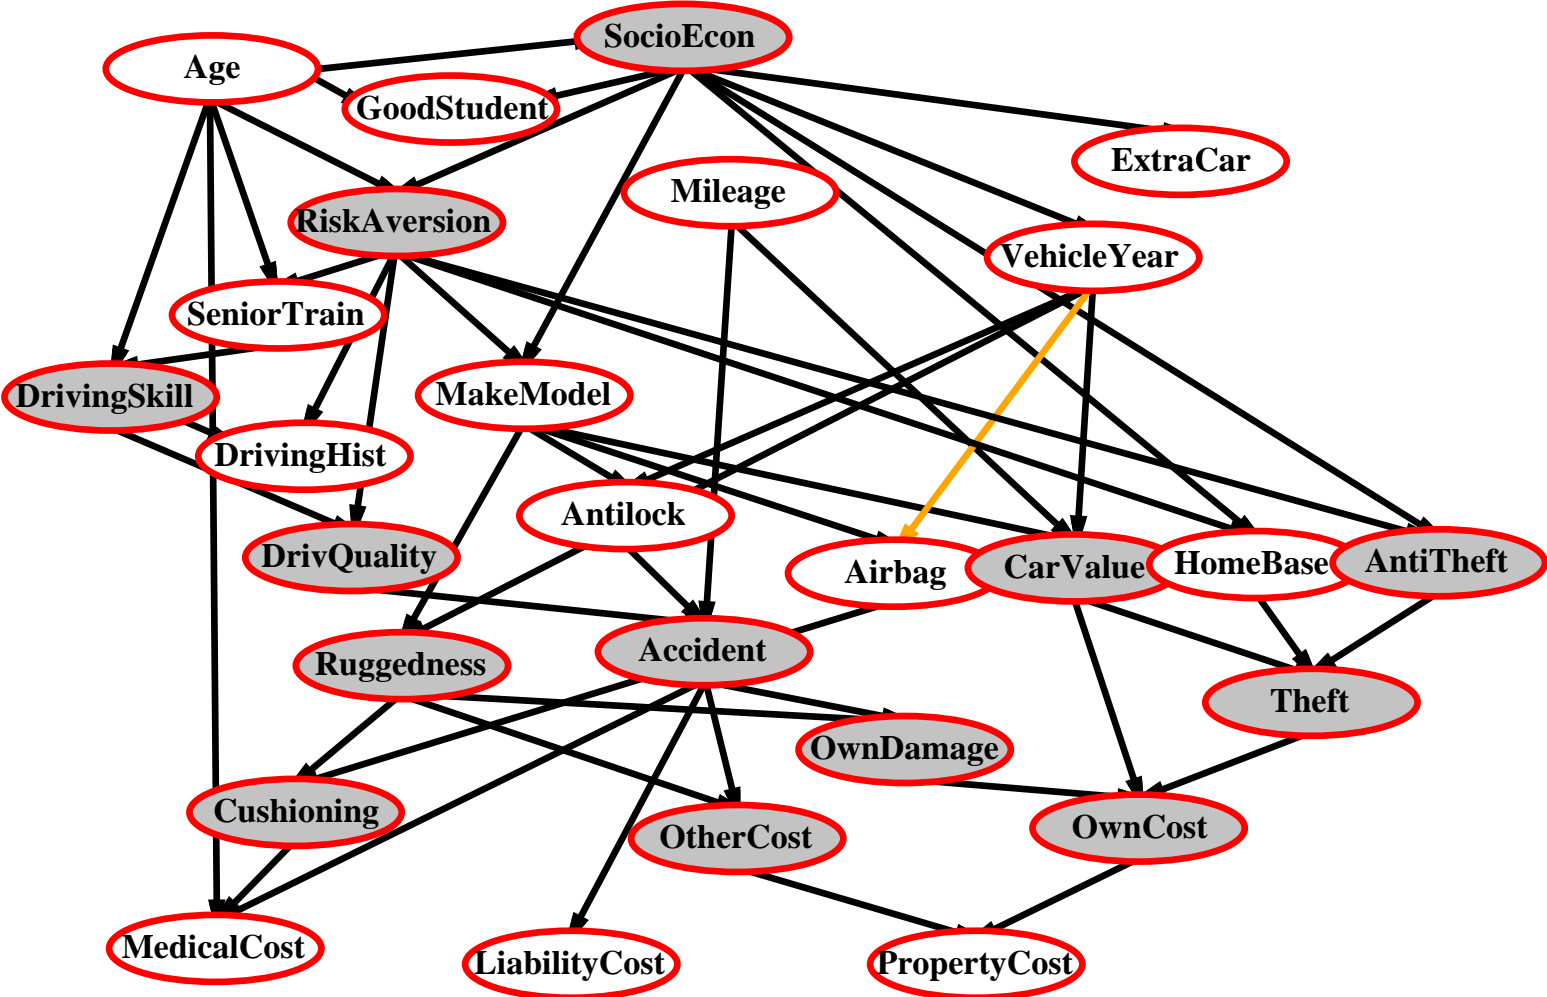 SocioEcon
Age
GoodStudent
ExtraCar
Mileage
RiskAversion
VehicleYear
SeniorTrain
DrivingSkill
MakeModel
DrivingHist
Antilock
DrivQuality
Airbag
CarValue
HomeBase
AntiTheft
Ruggedness
Accident
Theft
OwnDamage
Cushioning
OtherCost
OwnCost
MedicalCost
LiabilityCost
PropertyCost